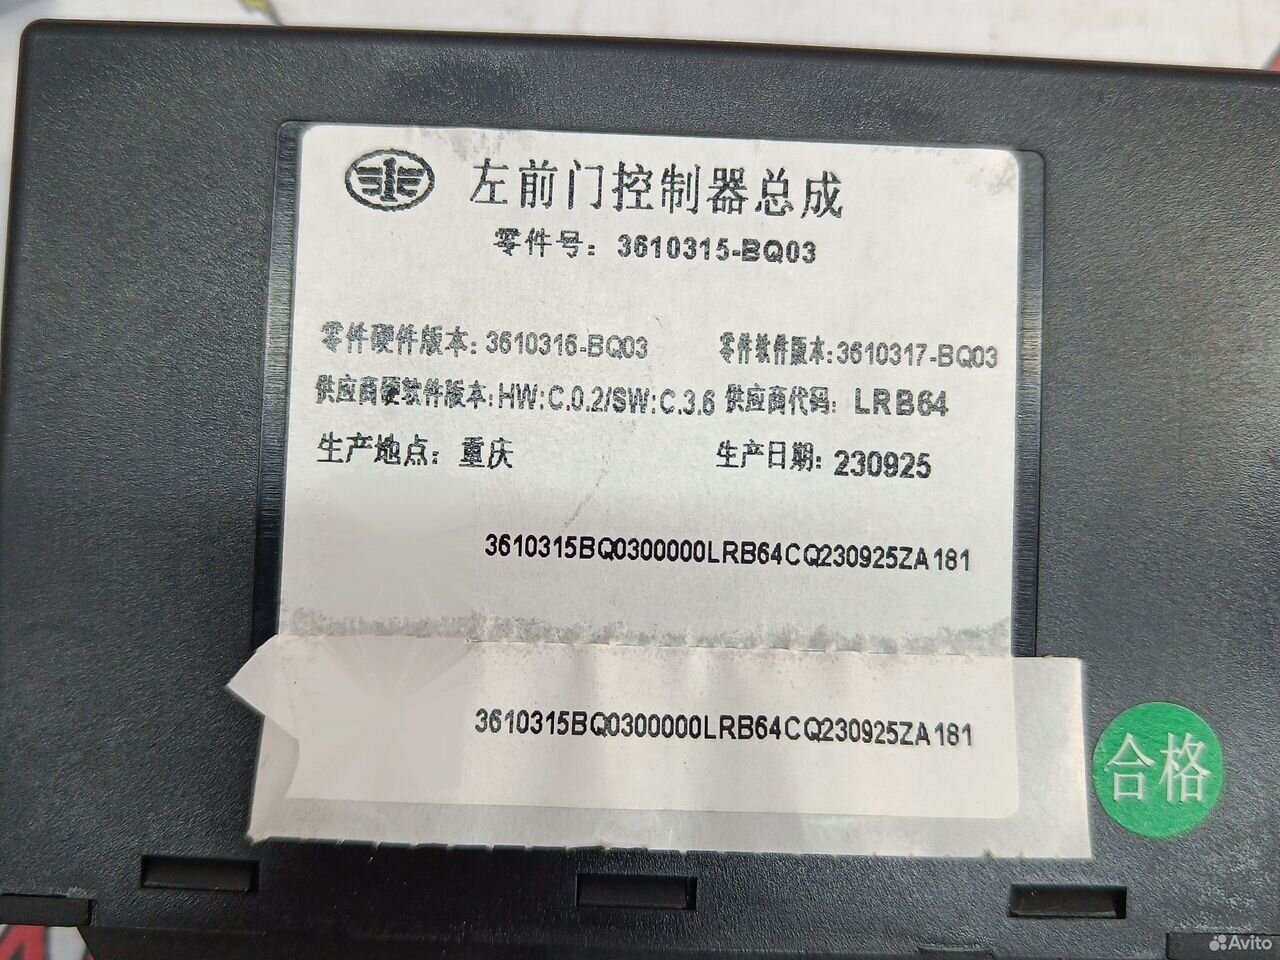 左前门控制器总成
零件号: 3610315-BQ03
零件硬件版本: 3610316-BQ03 零件软件版本:3610317-BQ03
供应商硬软件版本:HW:C.0.2/SW:C.3.6 供应商代码: LRB64
生产地点: 重庆 生产日期: 230925
3610315BQ0300000LRB64CQ230925ZA181
3610315BQ0300000LRB64CQ230925ZA181
合格
Avito